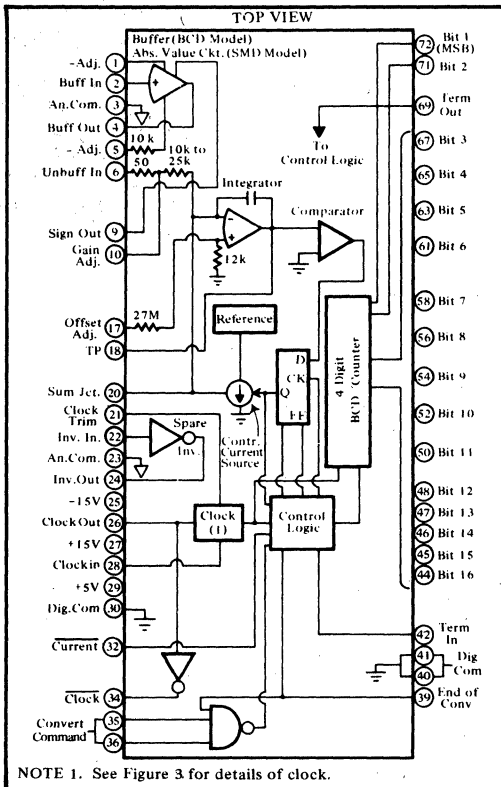 TOP VIEW
Buffer (BCD Model)
Abs. Value Ckt. (SMD Model)
-Adj. 1
Buff In 2
An.Com. 3
Buff Out 4
- Adj. 5
10 k
Unbuff In 6
50
10k to
25k
Integrator
Comparator
Sign Out 9
Gain
Adj. 10
12k
Offset
Adj. 17
27M
TP 18
Reference
Sum Jct. 20
Clock
Trim 21
Inv. In. 22
Spare
Inv.
An.Com. 23
Inv.Out 24
Contr.
Current
Source
D
CK
Q
FF
4 Digit
BCD Counter
-15V 25
Clock Out 26
Clock
(1)
Control
Logic
+15V 27
Clockin 28
+5V 29
Dig.Com 30
Current 32
Clock 34
Convert
Command
35
36
To
Control Logic
72 Bit 1
(MSB)
71 Bit 2
69 Term
Out
67 Bit 3
65 Bit 4
63 Bit 5
61 Bit 6
58 Bit 7
56 Bit 8
54 Bit 9
52 Bit 10
50 Bit 11
48 Bit 12
47 Bit 13
46 Bit 14
45 Bit 15
44 Bit 16
42 Term
In
41
40
Dig
Com
39 End of
Conv
NOTE 1. See Figure 3 for details of clock.